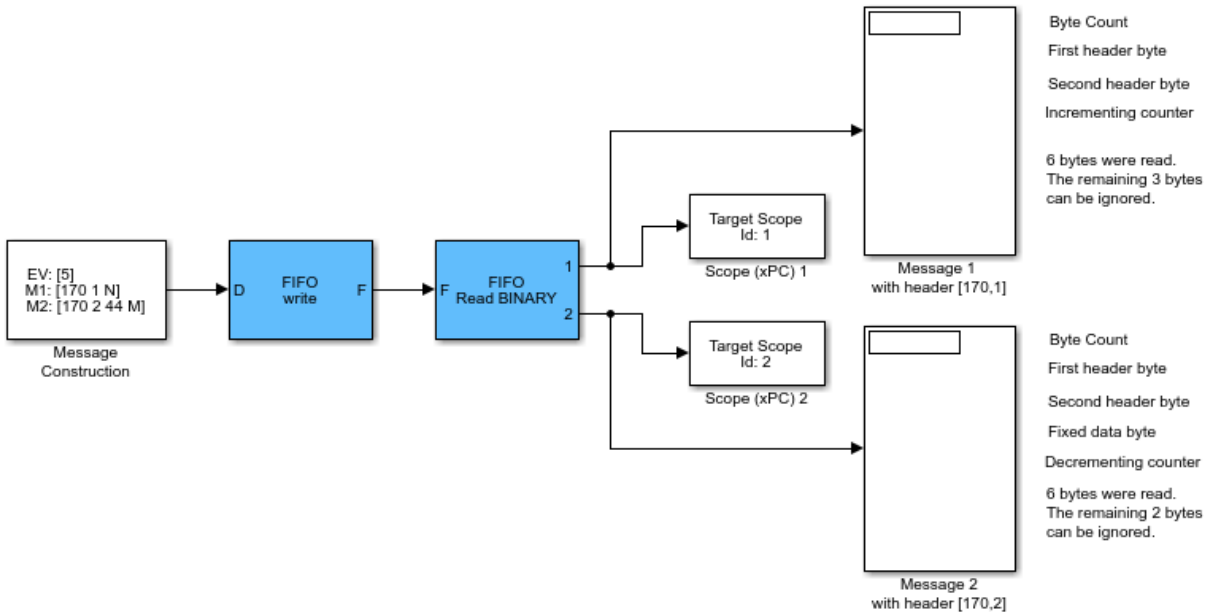 EV: [5]
M1: [170 1 N]
M2: [170 2 44 M]
Message
Construction
D
FIFO
write
F
F
FIFO
Read BINARY
1
2
Target Scope
Id: 1
Scope (xPC) 1
Target Scope
Id: 2
Scope (xPC) 2
Message 1
with header [170,1]
Byte Count
First header byte
Second header byte
Incrementing counter
6 bytes were read.
The remaining 3 bytes
can be ignored.
Message 2
with header [170,2]
Byte Count
First header byte
Second header byte
Fixed data byte
Decrementing counter
6 bytes were read.
The remaining 2 bytes
can be ignored.